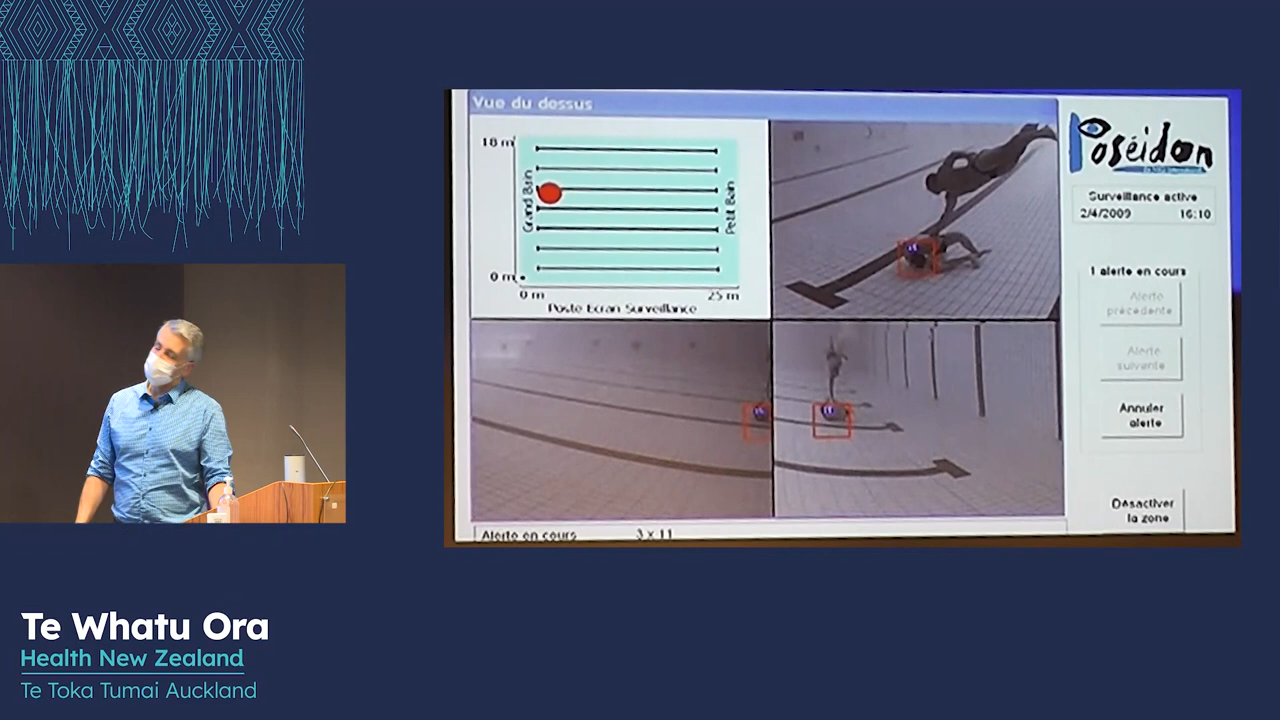 Vue du dessus
18 m
Grand Bain
Petit Bain
0 m
0 m
25 m
Poste Ecran Surveillance
Poséidon
Surveillance active
2/4/2009 16:10
1 alerte en cours
Alerte
précédente
Alerte
suivante
Annuler
alerte
Désactiver
la zone
Alerte en cours 3 x 11
Te Whatu Ora
Health New Zealand
Te Toka Tumai Auckland